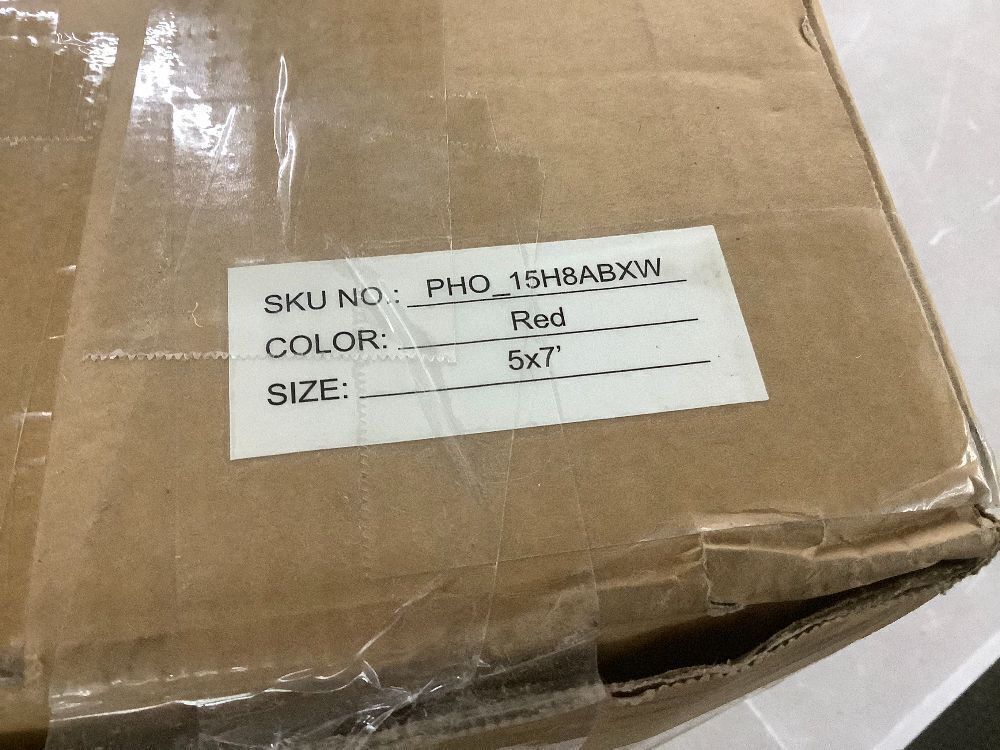 SKU NO.: PHO_15H8ABXW
COLOR: Red
SIZE: 5x7’